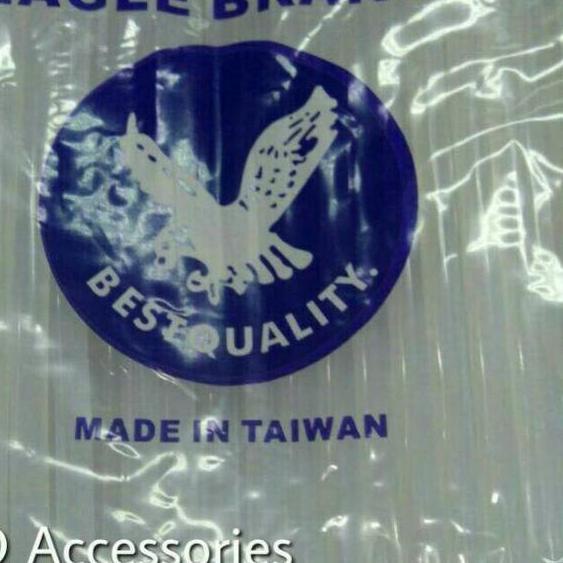 BEST QUALITY.
MADE IN TAIWAN
Accessories